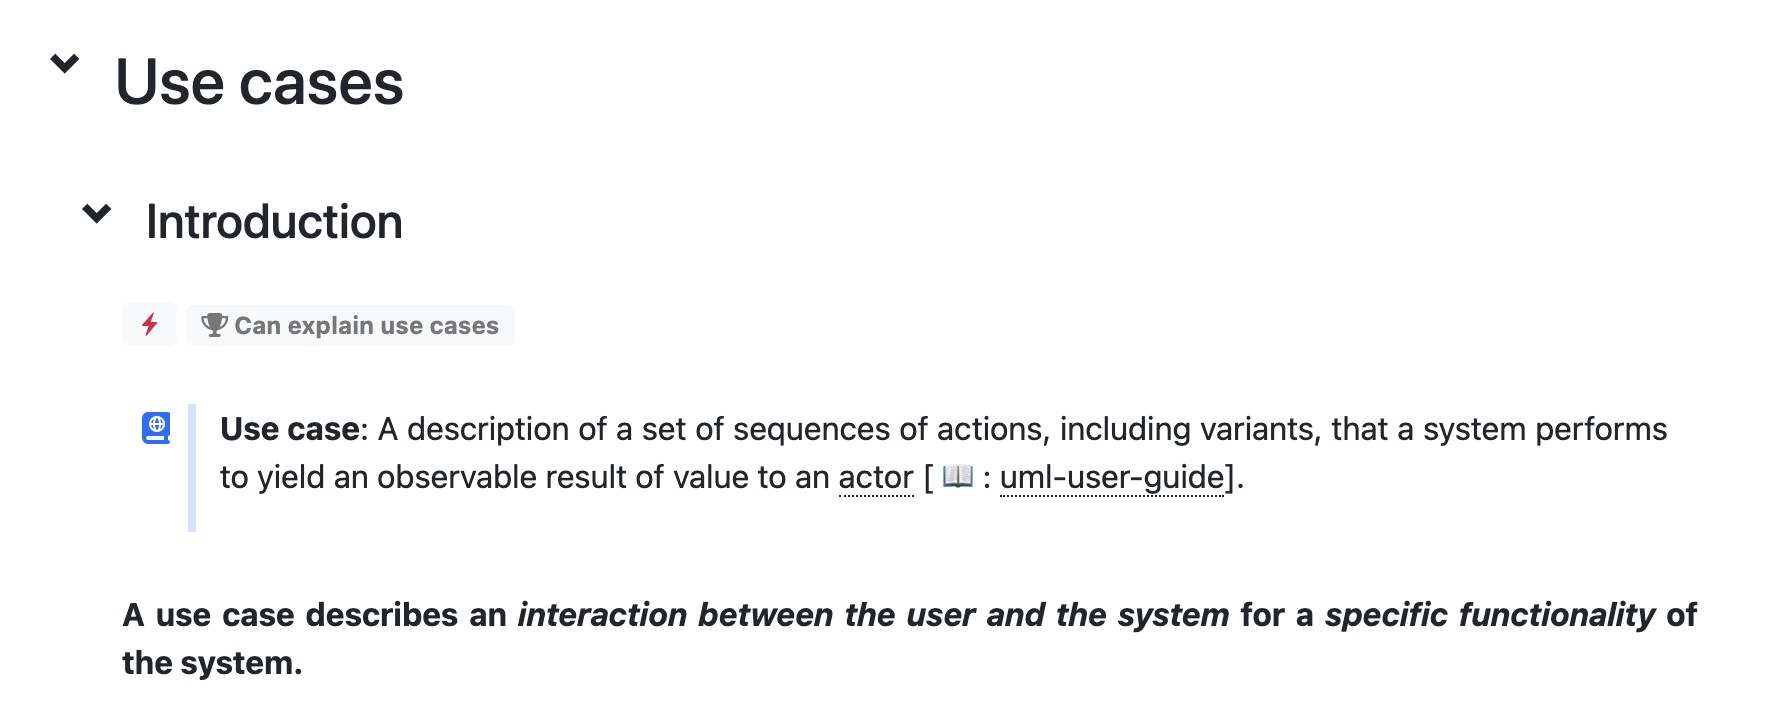 Use cases
Introduction
Can explain use cases
Use case: A description of a set of sequences of actions, including variants, that a system performs
to yield an observable result of value to an actor [ 📖 : uml-user-guide].
A use case describes an interaction between the user and the system for a specific functionality of
the system.